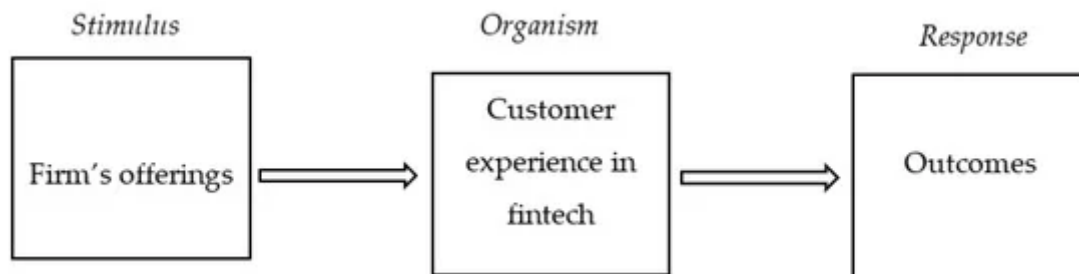 Stimulus
Organism
Response
Firm's offerings
Customer
experience in
fintech
Outcomes